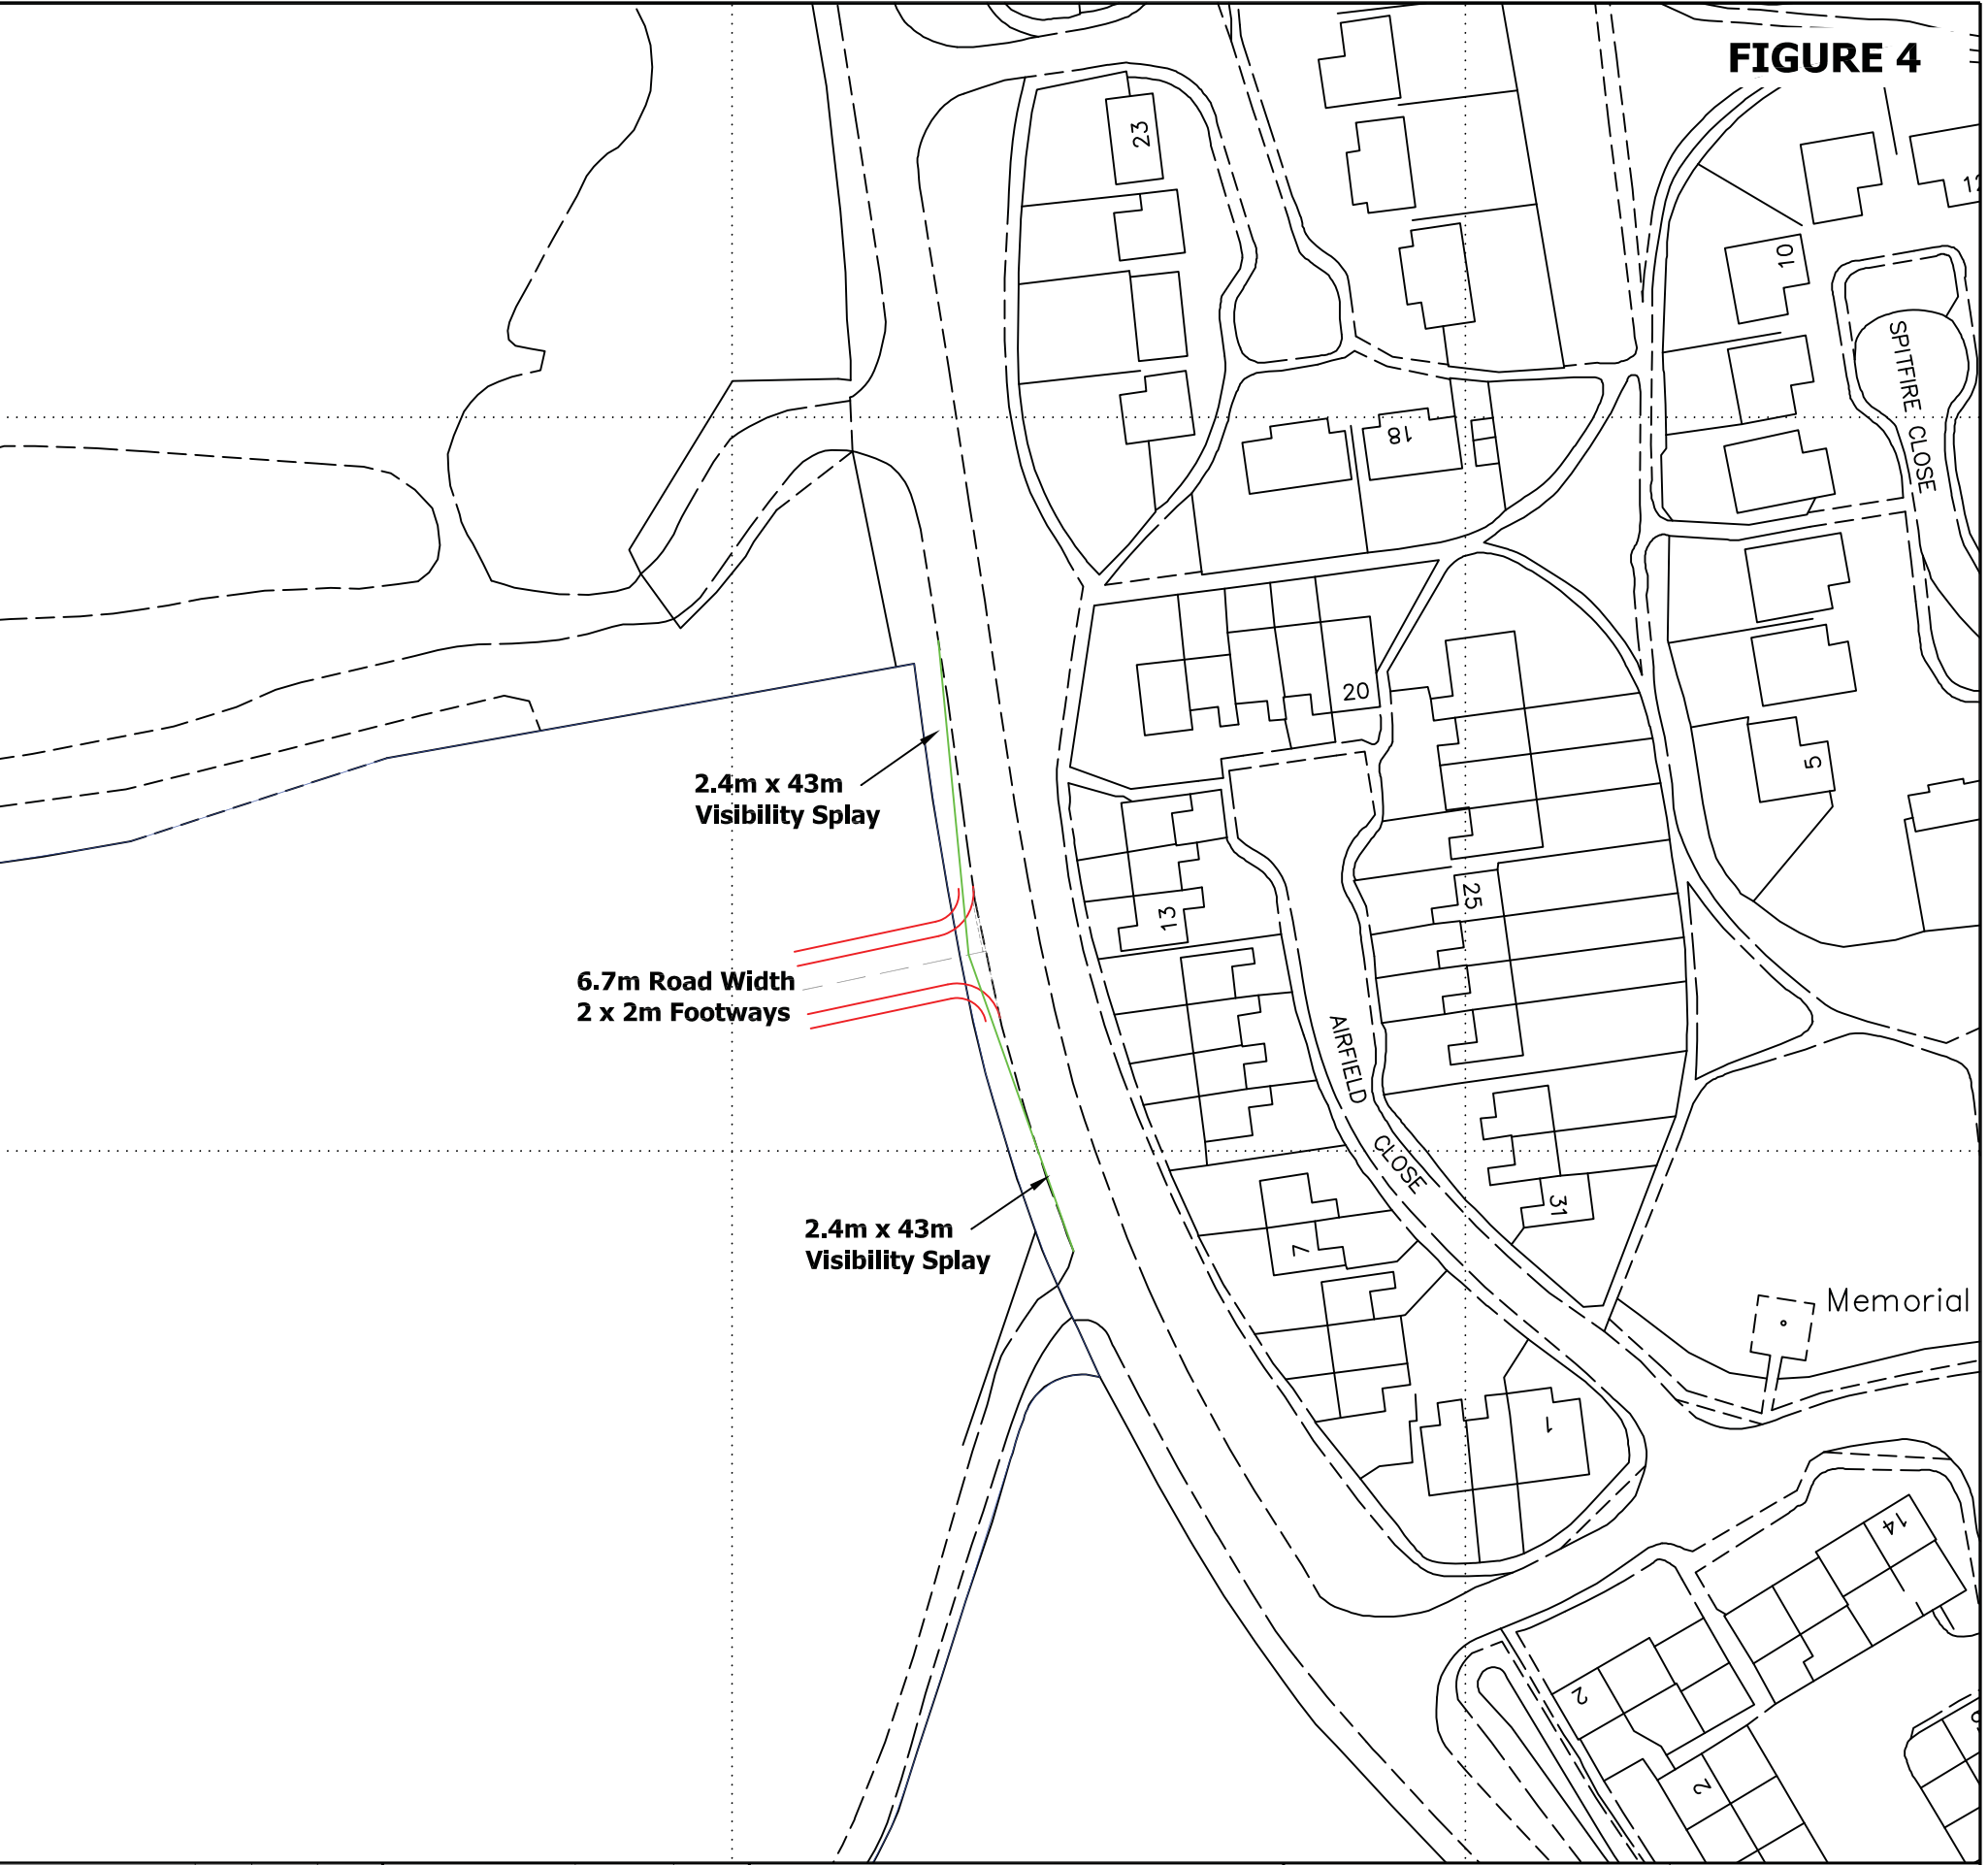 FIGURE 4
23
12
10
SPITFIRE CLOSE
18
20
2.4m x 43m
Visibility Splay
5
25
13
6.7m Road Width
2 x 2m Footways
AIRFIELD
CLOSE
31
2.4m x 43m
Visibility Splay
7
Memorial
1
14
2
2